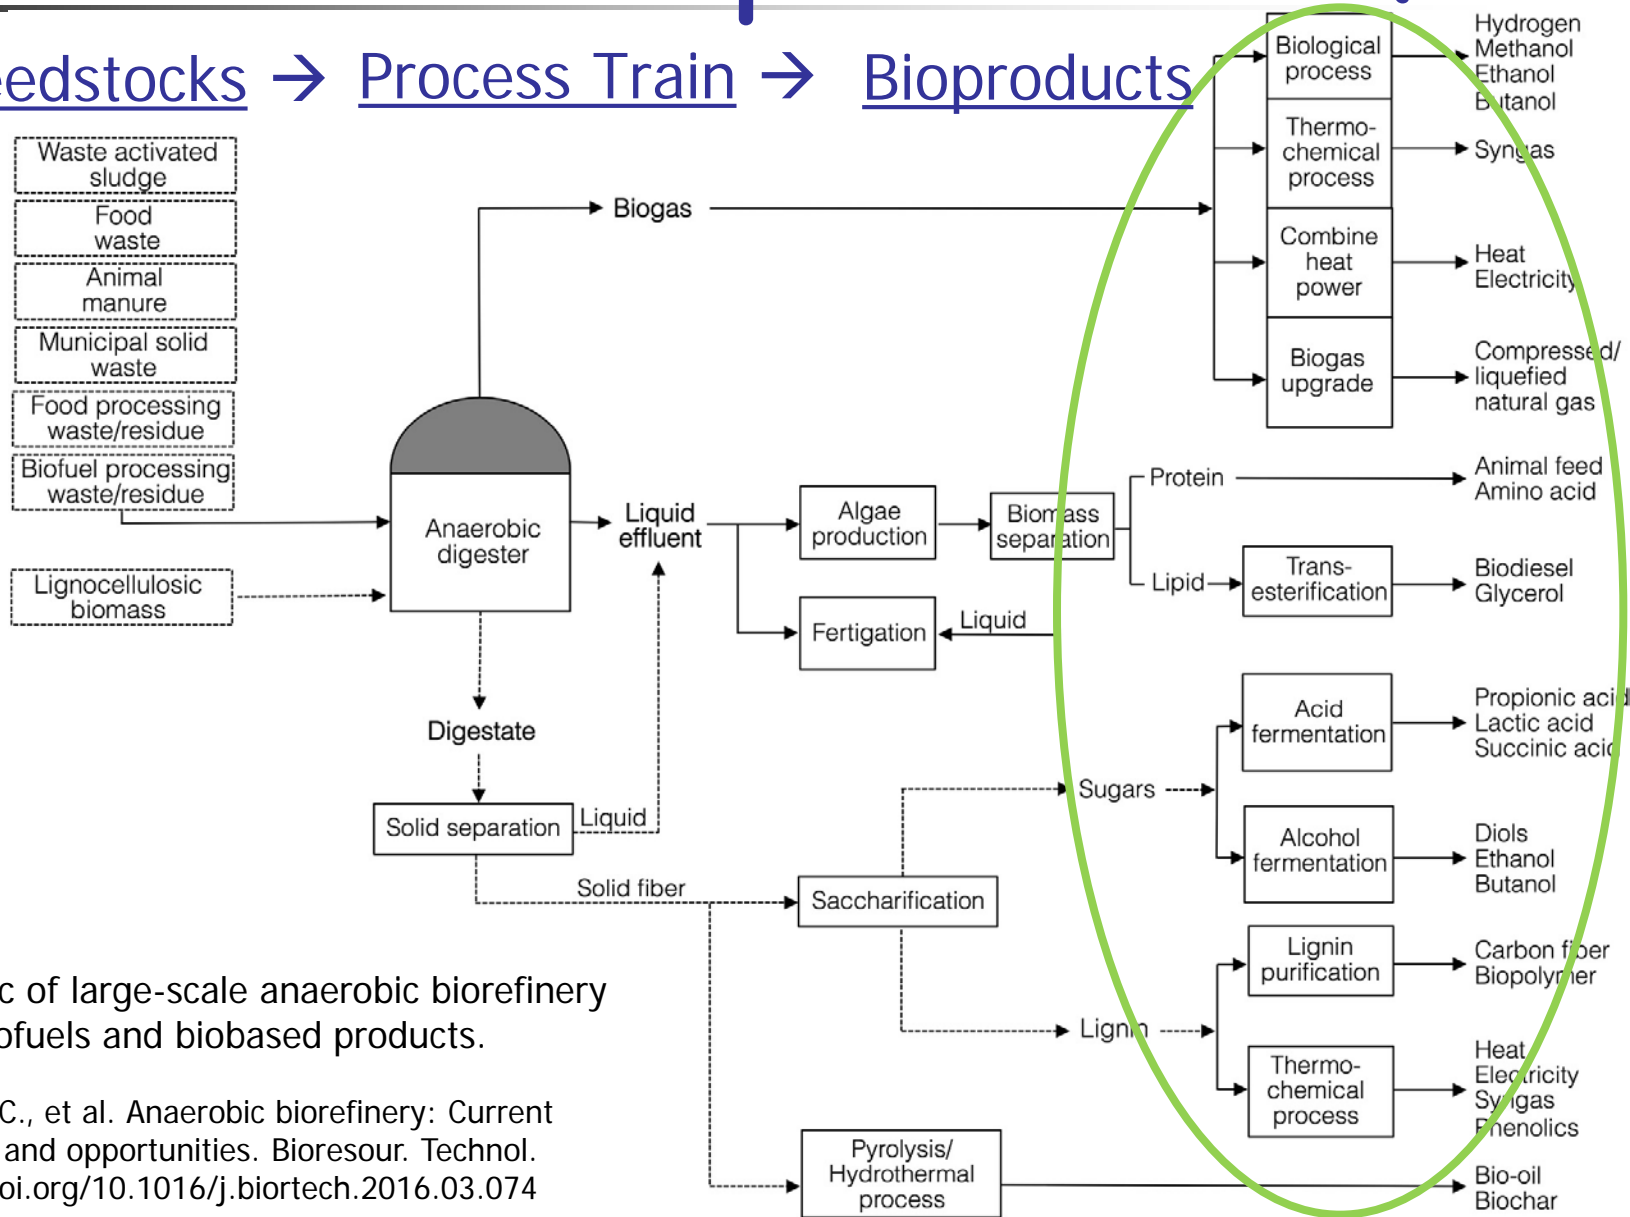 eedstocks → Process Train → Bioproducts
Waste activated
sludge
Food
waste
Animal
manure
Municipal solid
waste
Food processing
waste/residue
Biofuel processing
waste/residue
Lignocellulosic
biomass
Biogas
Anaerobic
digester
Liquid
effluent
Digestate
Solid separation
Liquid
Solid fiber
Algae
production
Biomass
separation
Fertigation
Liquid
Protein
Lipid
Trans-
esterification
Saccharification
Sugars
Lignin
Pyrolysis/
Hydrothermal
process
Biological
process
Thermo-
chemical
process
Combine
heat
power
Biogas
upgrade
Acid
fermentation
Alcohol
fermentation
Lignin
purification
Thermo-
chemical
process
Hydrogen
Methanol
Ethanol
Butanol
Syngas
Heat
Electricity
Compressed/
liquefied
natural gas
Animal feed
Amino acid
Biodiesel
Glycerol
Propionic acid
Lactic acid
Succinic acid
Diols
Ethanol
Butanol
Carbon fiber
Biopolymer
Heat
Electricity
Syngas
Phenolics
Bio-oil
Biochar
c of large-scale anaerobic biorefinery
ofuels and biobased products.
C., et al. Anaerobic biorefinery: Current
and opportunities. Bioresour. Technol.
oi.org/10.1016/j.biortech.2016.03.074